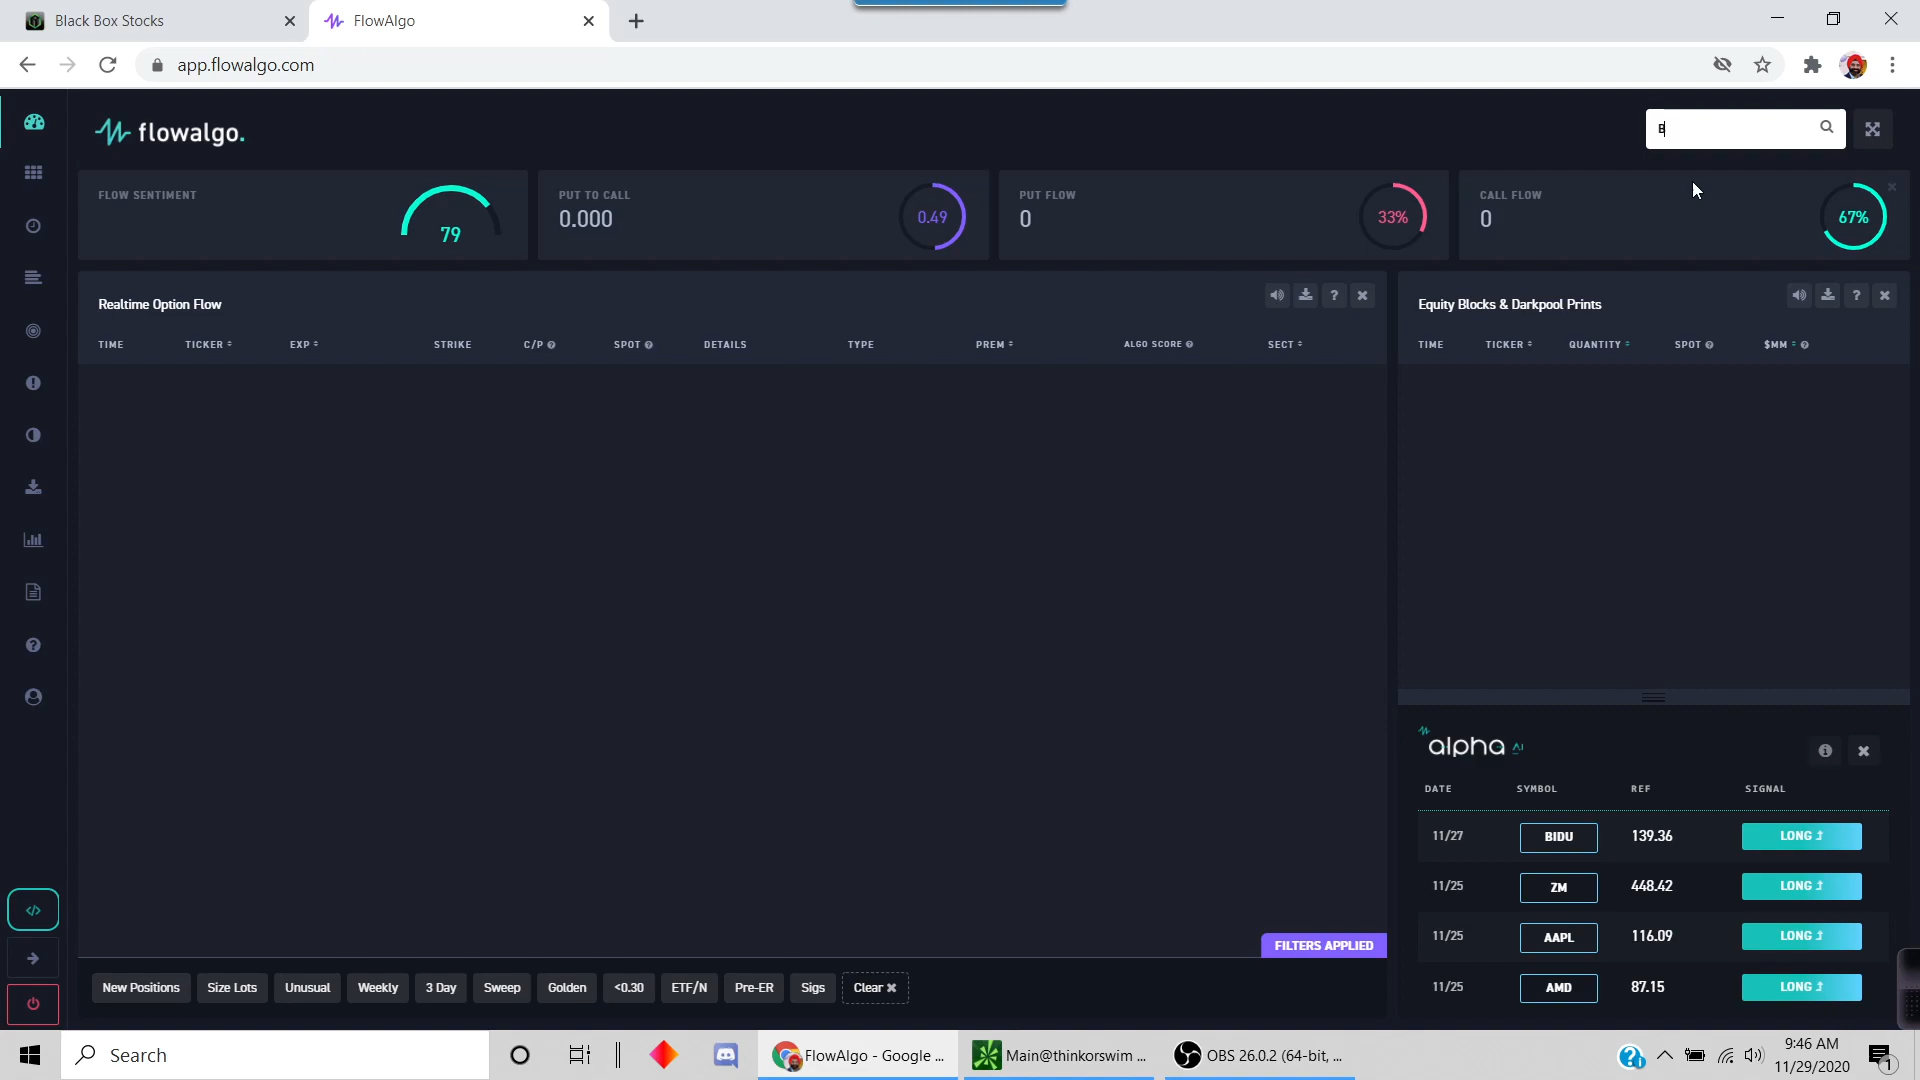 Black Box Stocks
FlowAlgo
app.flowalgo.com
flowalgo.
B
FLOW SENTIMENT
79
PUT TO CALL
0.000
0.49
PUT FLOW
0
33%
CALL FLOW
0
67%
Realtime Option Flow
Equity Blocks & Darkpool Prints
TIME TICKER EXP STRIKE C/P SPOT DETAILS TYPE PREM ALGO SCORE SECT
TIME TICKER QUANTITY SPOT $MM
alpha AI
DATE SYMBOL REF SIGNAL
11/27 BIDU 139.36 LONG
11/25 ZM 448.42 LONG
11/25 AAPL 116.09 LONG
11/25 AMD 87.15 LONG
FILTERS APPLIED
New Positions Size Lots Unusual Weekly 3 Day Sweep Golden <0.30 ETF/N Pre-ER Sigs Clear
Search
FlowAlgo - Google ...
Main@thinkorswim ...
OBS 26.0.2 (64-bit, ...
9:46 AM
11/29/2020
1